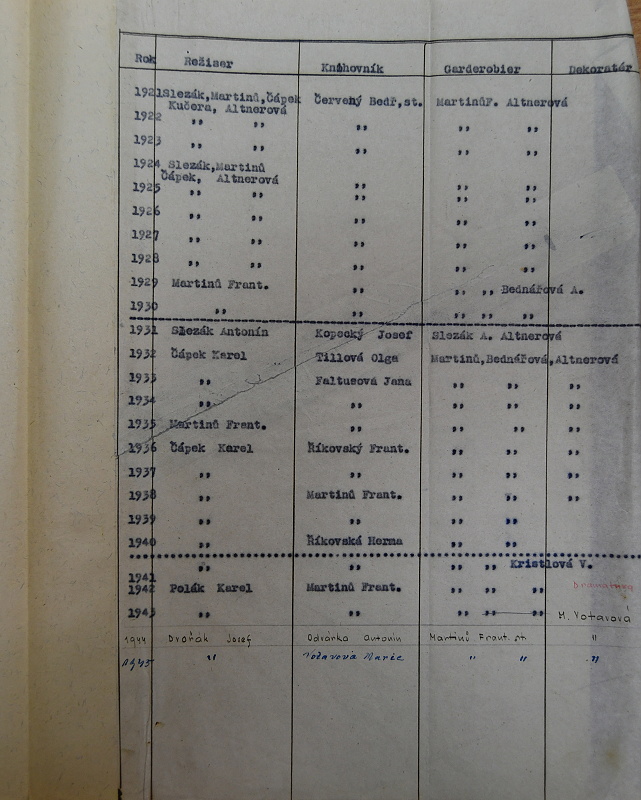 Rok Režiser Knihovník Garderobier Dekoratér
1921 Slezák,Martinů,Čápek Červený Bedř,st. MartinůF. Altnerová
Kučera, Altnerová
1922 ,, ,, ,, ,, ,,
1923 ,, ,, ,, ,, ,,
1924 Slezák,Martinů
Čápek, Altnerová ,, ,, ,,
1925 ,, ,, ,, ,, ,,
1926 ,, ,, ,, ,, ,,
1927 ,, ,, ,, ,, ,,
1928 ,, ,, ,, ,, ,,
1929 Martinů Frant. ,, ,, ,, Bednářová A.
1930 ,, ,, ,, ,, ,,
1931 Slezák Antonín Kopecký Josef Slezák A. Altnerová
1932 Čápek Karel Tillová Olga Martinů,Bednářová,Altnerová
1933 ,, Faltusová Jana ,, ,, ,,
1934 ,, ,, ,, ,, ,,
1935 Martinů Frant. ,, ,, ,, ,,
1936 Čápek Karel Říkovský Frant. ,, ,, ,,
1937 ,, ,, ,, ,, ,,
1938 ,, Martinů Frant. ,, ,, ,,
1939 ,, ,, ,, ,,
1940 ,, Říkovská Herma ,, ,,
1941 ,, ,, ,, ,, Kristlová V.
1942 Polák Karel Martinů Frant. ,, ,,
1943 ,, ,, ,, ,, ,, M. Votavová
1944 Dvořák Josef Odvárka Antonín Martinů Frant. st. "
1945 " Votavová Marie " " "